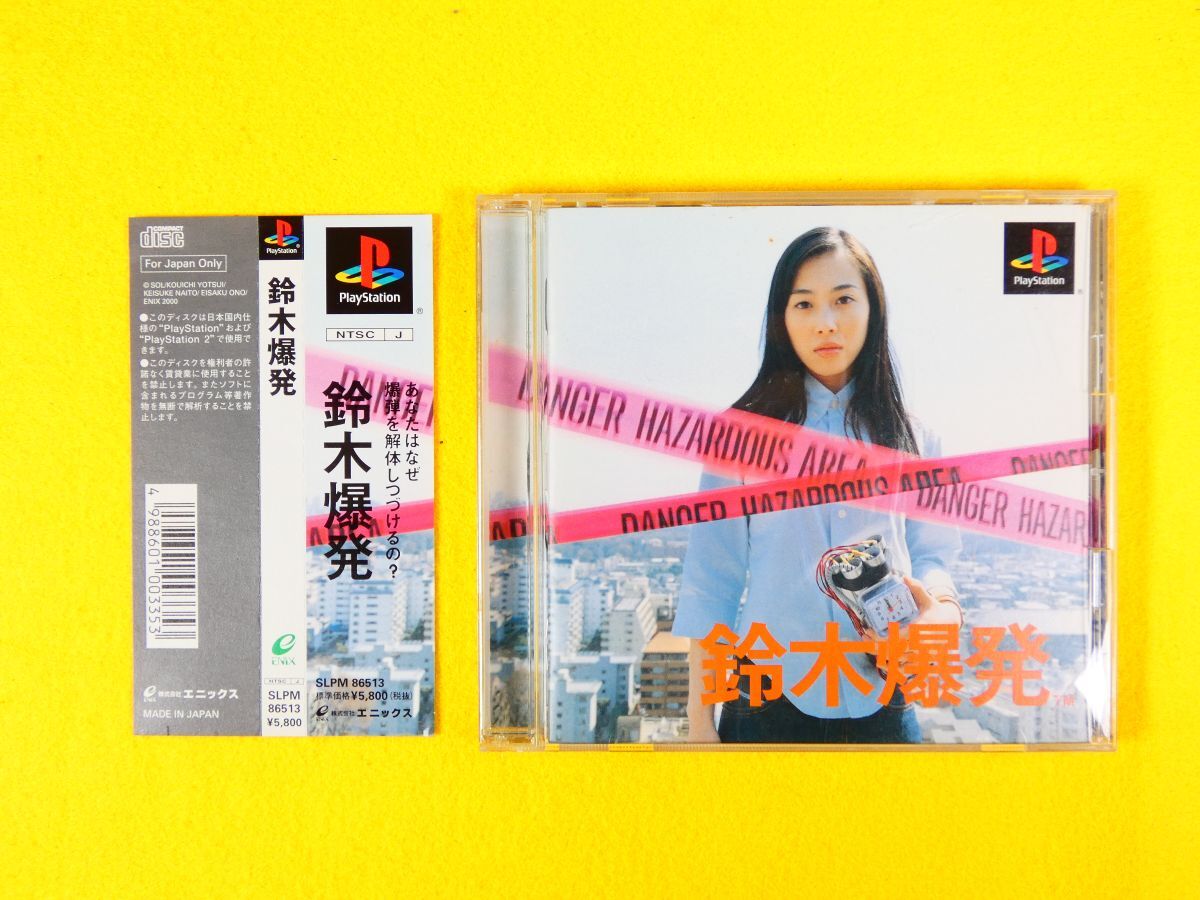 COMPACT
disc
For Japan Only
© SOL/KOUICHI YOTSUI/
KEISUKE NAITO/ EISAKU ONO/
ENIX 2000
●このディスクは日本国内仕
様の“PlayStation”および
“PlayStation 2”で使用で
きます。
●このディスクを権利者の許
諾なく賃貸業に使用すること
を禁止します。またソフトに
含まれるプログラム等著作
物を無断で解析することを禁
止します。
4 988601 003353
ENIX 株式会社 エニックス
MADE IN JAPAN
PlayStation
鈴木爆発
ENIX
NTSC J
SLPM
86513
¥5,800
PlayStation ®
NTSC J
あなたはなぜ
爆弾を解体しつづけるの?
鈴木爆発
DANGER
AREA
SLPM 86513
標準価格¥5,800(税抜)
ENIX 株式会社 エニックス
PlayStation ®
DANGER HAZARDOUS AREA
DANGER HAZARDOUS AREA
DANGER
DANGER HAZAR
AREA
鈴木爆発